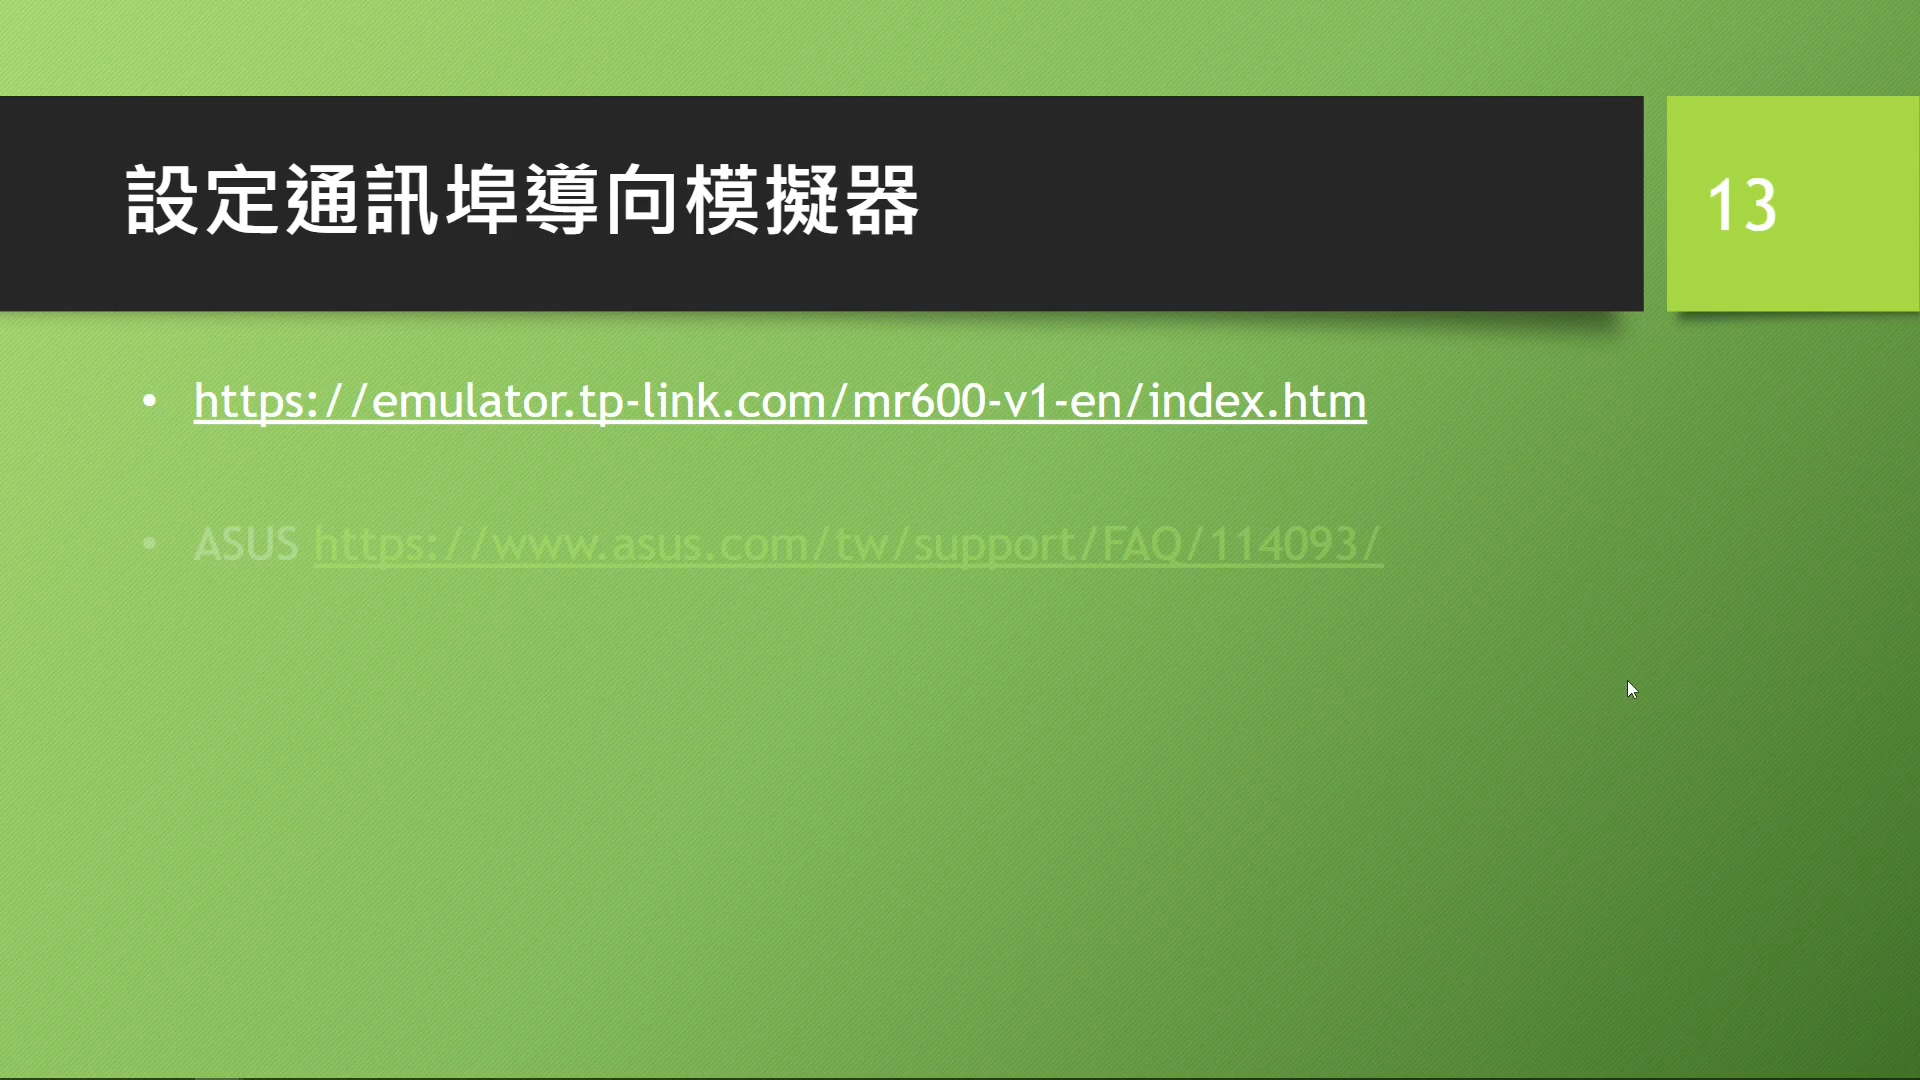 設定通訊埠導向模擬器
13
• https://emulator.tp-link.com/mr600-v1-en/index.htm
• ASUS https://www.asus.com/tw/support/FAQ/114093/